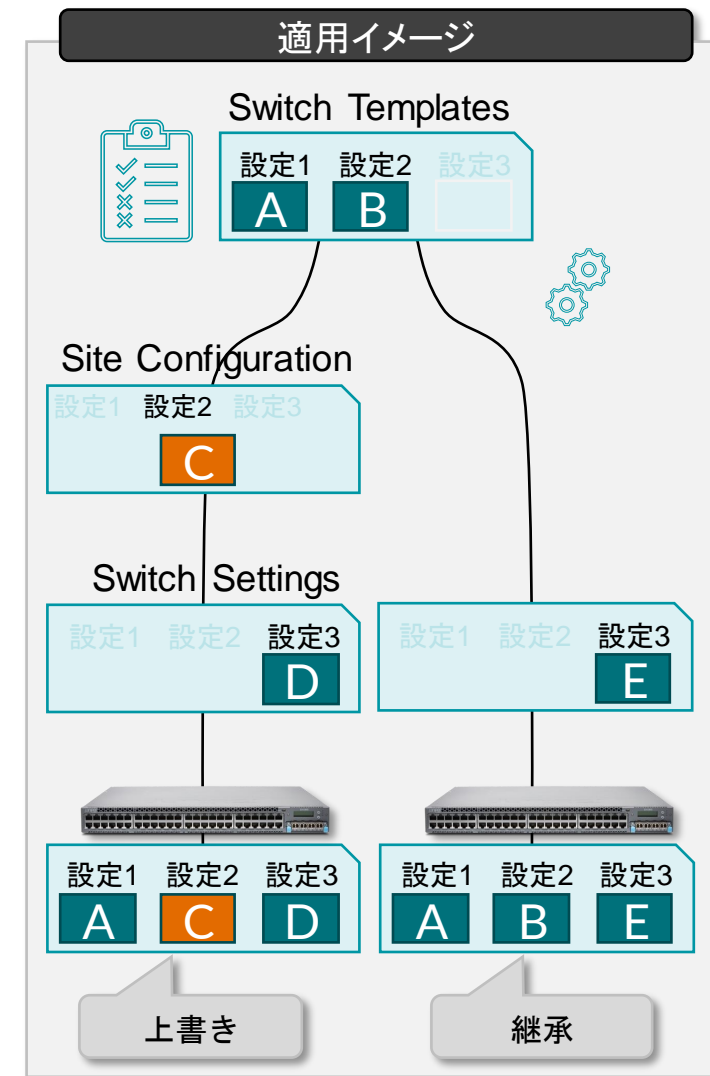 適用イメージ
Switch Templates
設定1 設定2 設定3
A B
Site Configuration
設定1 設定2 設定3
C
Switch Settings
設定1 設定2 設定3
D
設定1 設定2 設定3
E
設定1 設定2 設定3
A C D
設定1 設定2 設定3
A B E
上書き
継承